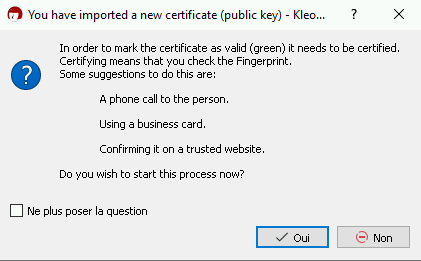 You have imported a new certificate (public key) - Kleo...
In order to mark the certificate as valid (green) it needs to be certified.
Certifying means that you check the Fingerprint.
Some suggestions to do this are:
A phone call to the person.
Using a business card.
Confirming it on a trusted website.
Do you wish to start this process now?
Ne plus poser la question
Oui
Non